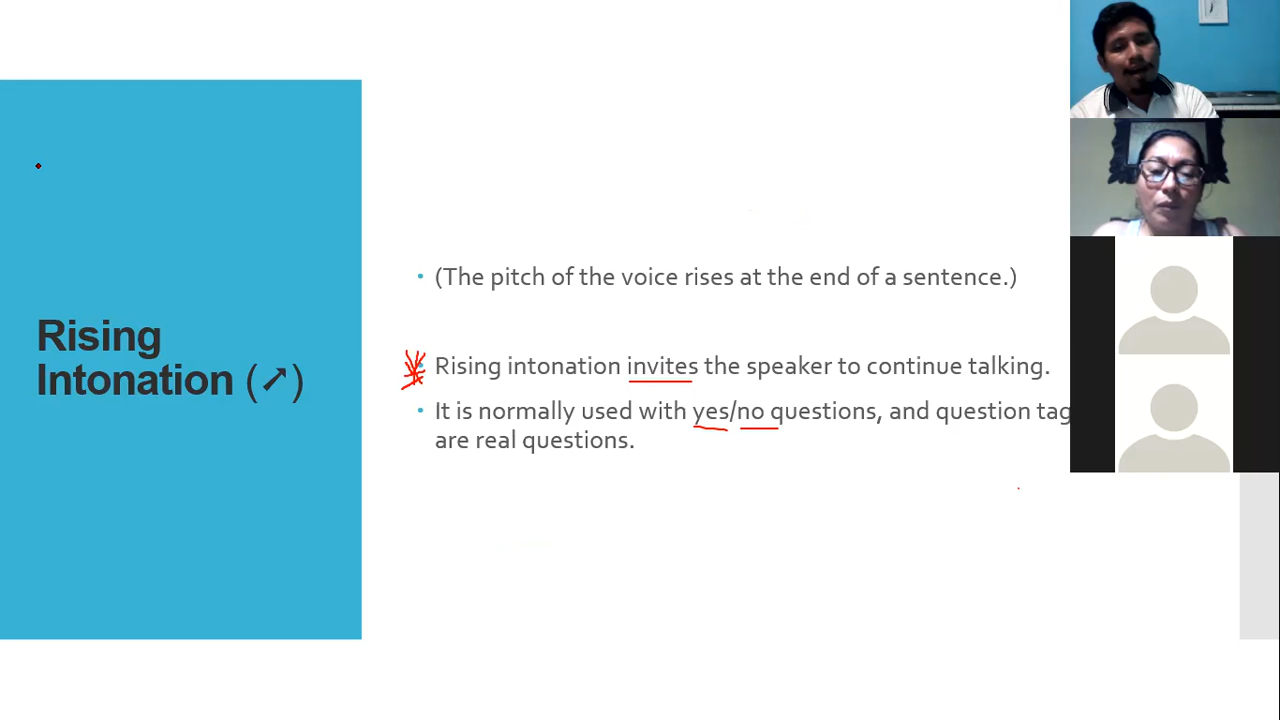 Rising
Intonation (➚)
(The pitch of the voice rises at the end of a sentence.)
Rising intonation invites the speaker to continue talking.
It is normally used with yes/no questions, and question tag
are real questions.